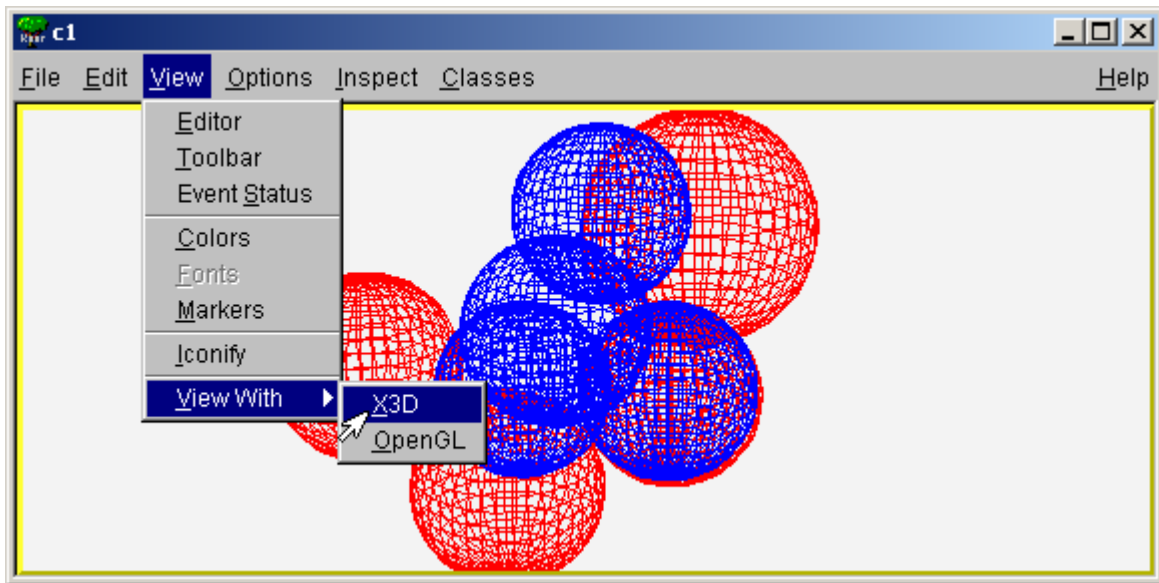 c1
File Edit View Options Inspect Classes Help
Editor
Toolbar
Event Status
Colors
Fonts
Markers
Iconify
View With
X3D
OpenGL